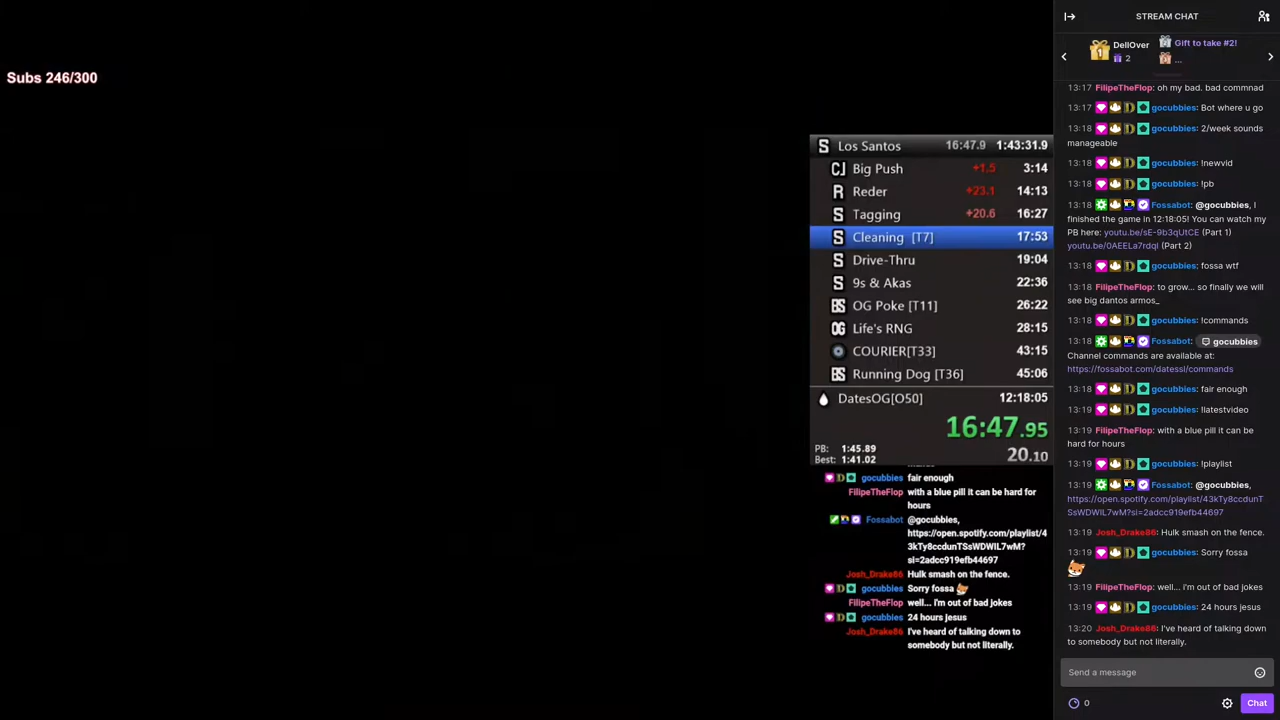 Subs 246/300
Los Santos 16:47.9 1:43:31.9
Big Push +1.5 3:14
Reder +23.1 14:13
Tagging +20.6 16:27
Cleaning [T7] 17:53
Drive-Thru 19:04
9s & Akas 22:36
OG Poke [T11] 26:22
Life's RNG 28:15
COURIER[T33] 43:15
Running Dog [T36] 45:06
DatesOG[O50] 12:18:05
16:47.95
PB: 1:45.89
Best: 1:41.02
20.10
gocubbies fair enough
FilipeTheFlop with a blue pill it can be hard for
hours
Fossabot @gocubbies,
https://open.spotify.com/playlist/4
3kTy8ccdunTSsWDWIL7wM?
si=2adcc919efb44697
Josh_Drake86 Hulk smash on the fence.
gocubbies Sorry fossa
FilipeTheFlop well... i'm out of bad jokes
gocubbies 24 hours jesus
Josh_Drake86 I've heard of talking down to
somebody but not literally.
STREAM CHAT
DellOver
2
Gift to take #2!
...
13:17 FilipeTheFlop: oh my bad. bad commnad
13:17 gocubbies: Bot where u go
13:18 gocubbies: 2/week sounds
manageable
13:18 gocubbies: !newvid
13:18 gocubbies: !pb
13:18 Fossabot: @gocubbies, I
finished the game in 12:18:05! You can watch my
PB here: youtu.be/sE-9b3qUtCE (Part 1)
youtu.be/0AEELa7rdqI (Part 2)
13:18 gocubbies: fossa wtf
13:18 FilipeTheFlop: to grow... so finally we will
see big dantos armos_
13:18 gocubbies: !commands
13:18 Fossabot: gocubbies
Channel commands are available at:
https://fossabot.com/datessl/commands
13:18 gocubbies: fair enough
13:19 gocubbies: !latestvideo
13:19 FilipeTheFlop: with a blue pill it can be
hard for hours
13:19 gocubbies: !playlist
13:19 Fossabot: @gocubbies,
https://open.spotify.com/playlist/43kTy8ccdunT
SsWDWIL7wM?si=2adcc919efb44697
13:19 Josh_Drake86: Hulk smash on the fence.
13:19 gocubbies: Sorry fossa
13:19 FilipeTheFlop: well... i'm out of bad jokes
13:19 gocubbies: 24 hours jesus
13:20 Josh_Drake86: I've heard of talking down
to somebody but not literally.
Send a message
0
Chat